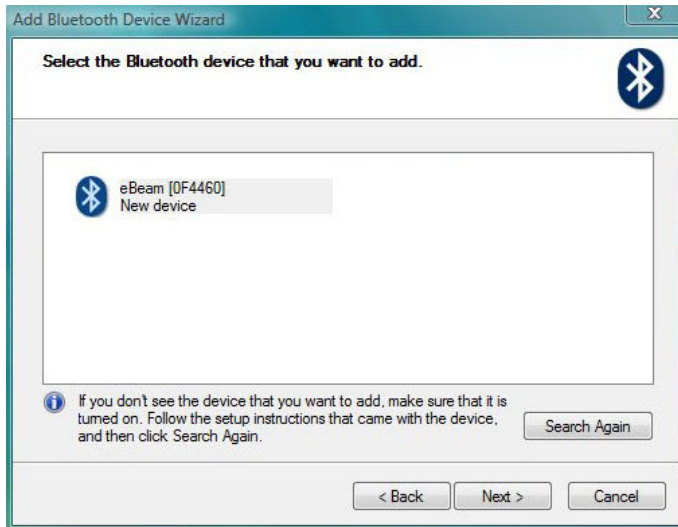 Add Bluetooth Device Wizard
Select the Bluetooth device that you want to add.
eBeam [0F4460]
New device
If you don't see the device that you want to add, make sure that it is
turned on. Follow the setup instructions that came with the device,
and then click Search Again.
Search Again
< Back
Next >
Cancel